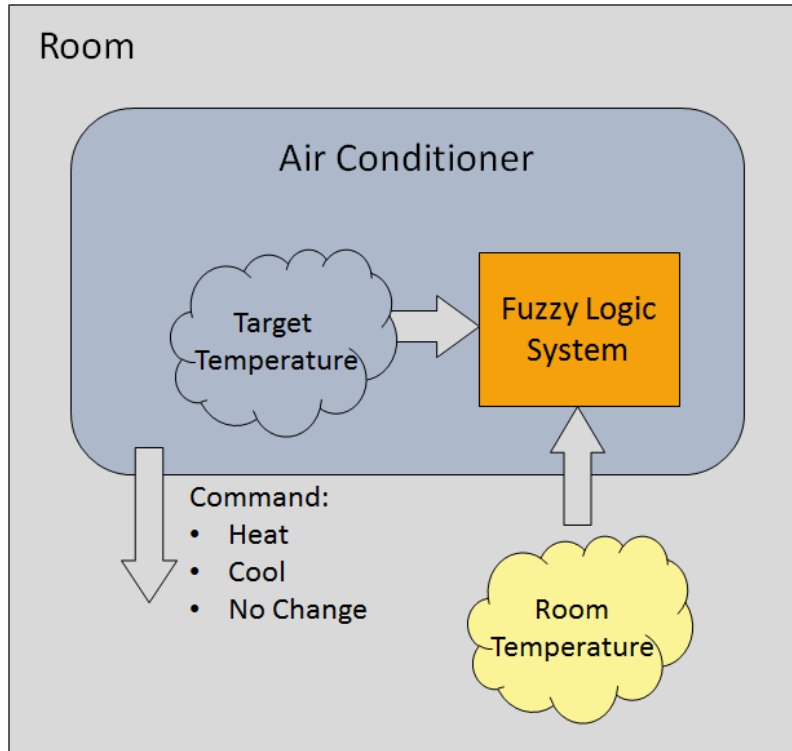 Room
Air Conditioner
Target
Temperature
Fuzzy Logic
System
Command:
• Heat
• Cool
• No Change
Room
Temperature